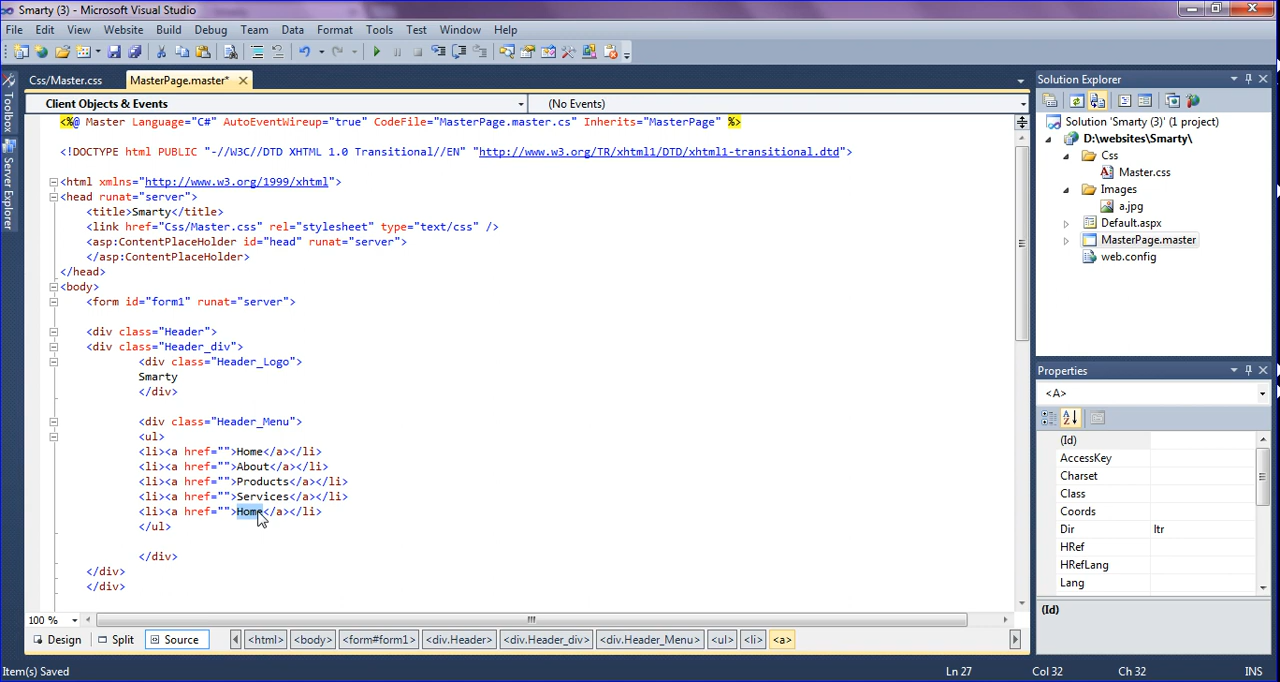 Smarty (3) - Microsoft Visual Studio
File Edit View Website Build Debug Team Data Format Tools Test Window Help
Css/Master.css MasterPage.master*
Client Objects & Events (No Events)
Toolbox
Server Explorer
<%@ Master Language="C#" AutoEventWireup="true" CodeFile="MasterPage.master.cs" Inherits="MasterPage" %>
<!DOCTYPE html PUBLIC "-//W3C//DTD XHTML 1.0 Transitional//EN" "http://www.w3.org/TR/xhtml1/DTD/xhtml1-transitional.dtd">
<html xmlns="http://www.w3.org/1999/xhtml">
<head runat="server">
<title>Smarty</title>
<link href="Css/Master.css" rel="stylesheet" type="text/css" />
<asp:ContentPlaceHolder id="head" runat="server">
</asp:ContentPlaceHolder>
</head>
<body>
<form id="form1" runat="server">
<div class="Header">
<div class="Header_div">
<div class="Header_Logo">
Smarty
</div>
<div class="Header_Menu">
<ul>
<li><a href="">Home</a></li>
<li><a href="">About</a></li>
<li><a href="">Products</a></li>
<li><a href="">Services</a></li>
<li><a href="">Home</a></li>
</ul>
</div>
</div>
</div>
100 %
Design Split Source <html> <body> <form#form1> <div.Header> <div.Header_div> <div.Header_Menu> <ul> <li> <a>
Item(s) Saved Ln 27 Col 32 Ch 32 INS
Solution Explorer
Solution 'Smarty (3)' (1 project)
D:\websites\Smarty\
Css
Master.css
Images
a.jpg
Default.aspx
MasterPage.master
web.config
Properties
<A>
(Id)
AccessKey
Charset
Class
Coords
Dir ltr
HRef
HRefLang
Lang
(Id)